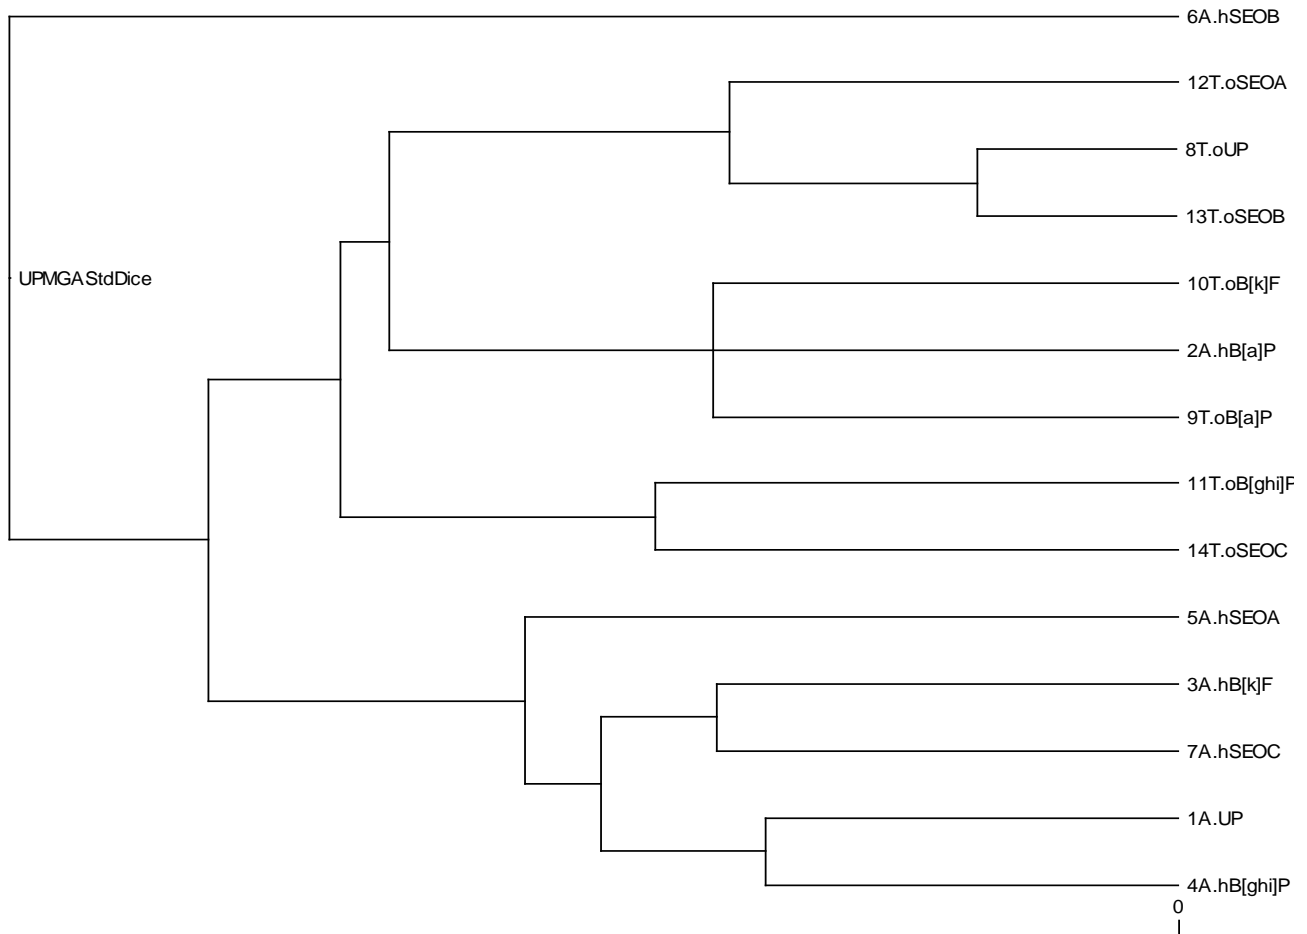 6A.hSEOB
12T.oSEOA
8T.oUP
13T.oSEOB
UPMGAStdDice
10T.oB[k]F
2A.hB[a]P
9T.oB[a]P
11T.oB[ghi]P
14T.oSEOC
5A.hSEOA
3A.hB[k]F
7A.hSEOC
1A.UP
4A.hB[ghi]P
0